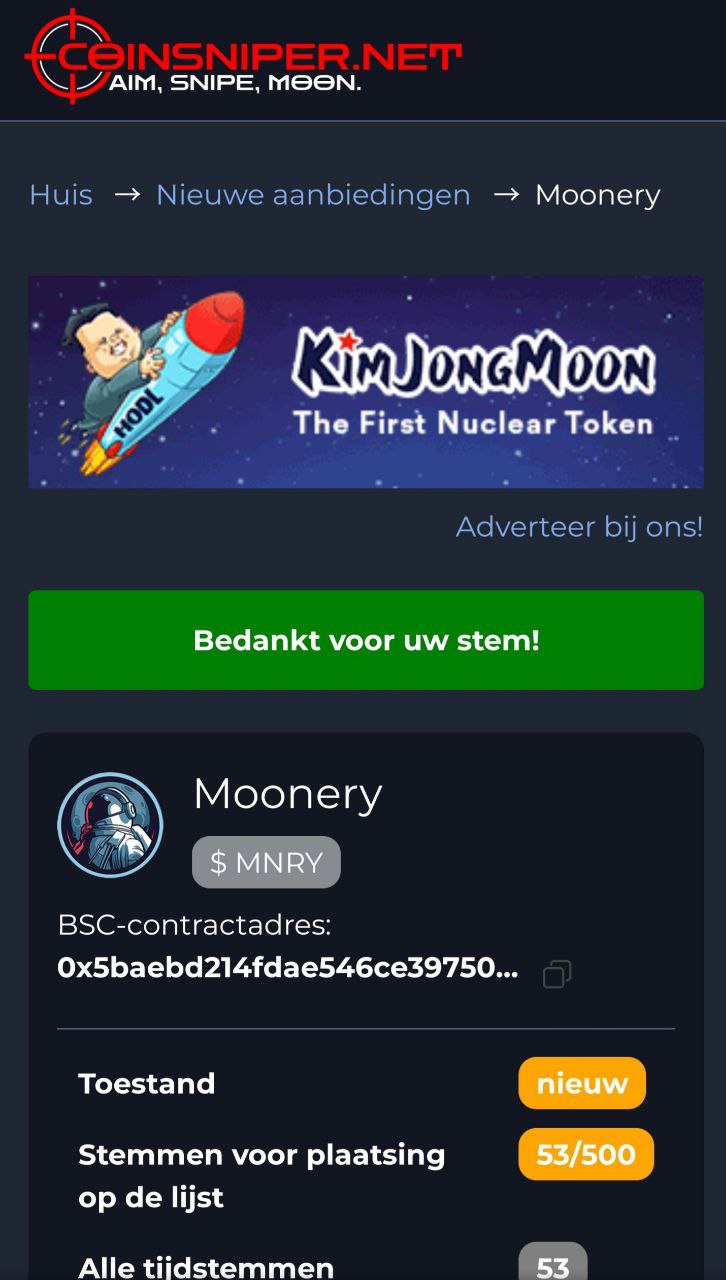 COINSNIPER.NET
AIM, SNIPE, MOON.
Huis → Nieuwe aanbiedingen → Moonery
HODL
KimJongMoon
The First Nuclear Token
Adverteer bij ons!
Bedankt voor uw stem!
Moonery
$ MNRY
BSC-contractadres:
0x5baebd214fdae546ce39750...
Toestand nieuw
Stemmen voor plaatsing 53/500
op de lijst
Alle tijdstemmen 53